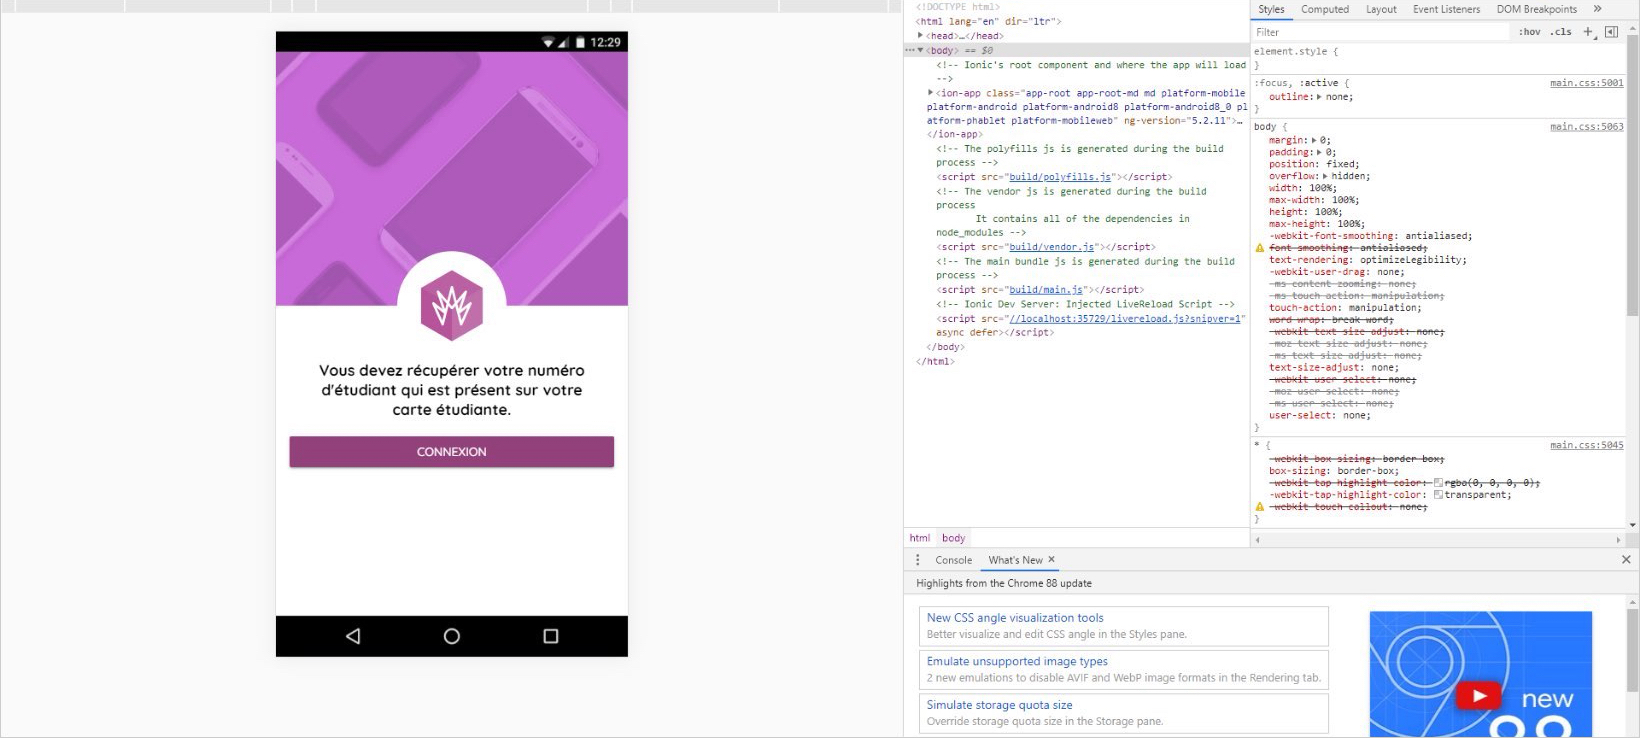 12:29
Vous devez récupérer votre numéro
d'étudiant qui est présent sur votre
carte étudiante.
CONNEXION
<!DOCTYPE html>
<html lang="en" dir="ltr">
<head>…</head>
<body> == $0
<!-- Ionic's root component and where the app will load
-->
<ion-app class="app-root app-root-md md platform-mobile
platform-android platform-android8 platform-android8_0 pl
atform-phablet platform-mobileweb" ng-version="5.2.11">…
</ion-app>
<!-- The polyfills js is generated during the build
process -->
<script src="build/polyfills.js"></script>
<!-- The vendor js is generated during the build
process
It contains all of the dependencies in
node_modules -->
<script src="build/vendor.js"></script>
<!-- The main bundle js is generated during the build
process -->
<script src="build/main.js"></script>
<!-- Ionic Dev Server: Injected LiveReload Script -->
<script src="//localhost:35729/livereload.js?snipver=1"
async defer></script>
</body>
</html>
html body
Styles Computed Layout Event Listeners DOM Breakpoints »
Filter :hov .cls +
element.style {
}
:focus, :active { main.css:5001
outline: none;
}
body { main.css:5063
margin: 0;
padding: 0;
position: fixed;
overflow: hidden;
width: 100%;
max-width: 100%;
height: 100%;
max-height: 100%;
-webkit-font-smoothing: antialiased;
font-smoothing: antialiased;
text-rendering: optimizeLegibility;
-webkit-user-drag: none;
-ms-content-zooming: none;
-ms-touch-action: manipulation;
touch-action: manipulation;
word-wrap: break-word;
-webkit-text-size-adjust: none;
-moz-text-size-adjust: none;
-ms-text-size-adjust: none;
text-size-adjust: none;
-webkit-user-select: none;
-moz-user-select: none;
-ms-user-select: none;
user-select: none;
}
* { main.css:5045
-webkit-box-sizing: border-box;
box-sizing: border-box;
-webkit-tap-highlight-color: rgba(0, 0, 0, 0);
-webkit-tap-highlight-color: transparent;
-webkit-touch-callout: none;
}
Console What's New ×
Highlights from the Chrome 88 update
New CSS angle visualization tools
Better visualize and edit CSS angle in the Styles pane.
Emulate unsupported image types
2 new emulations to disable AVIF and WebP image formats in the Rendering tab.
Simulate storage quota size
Override storage quota size in the Storage pane.
new
88